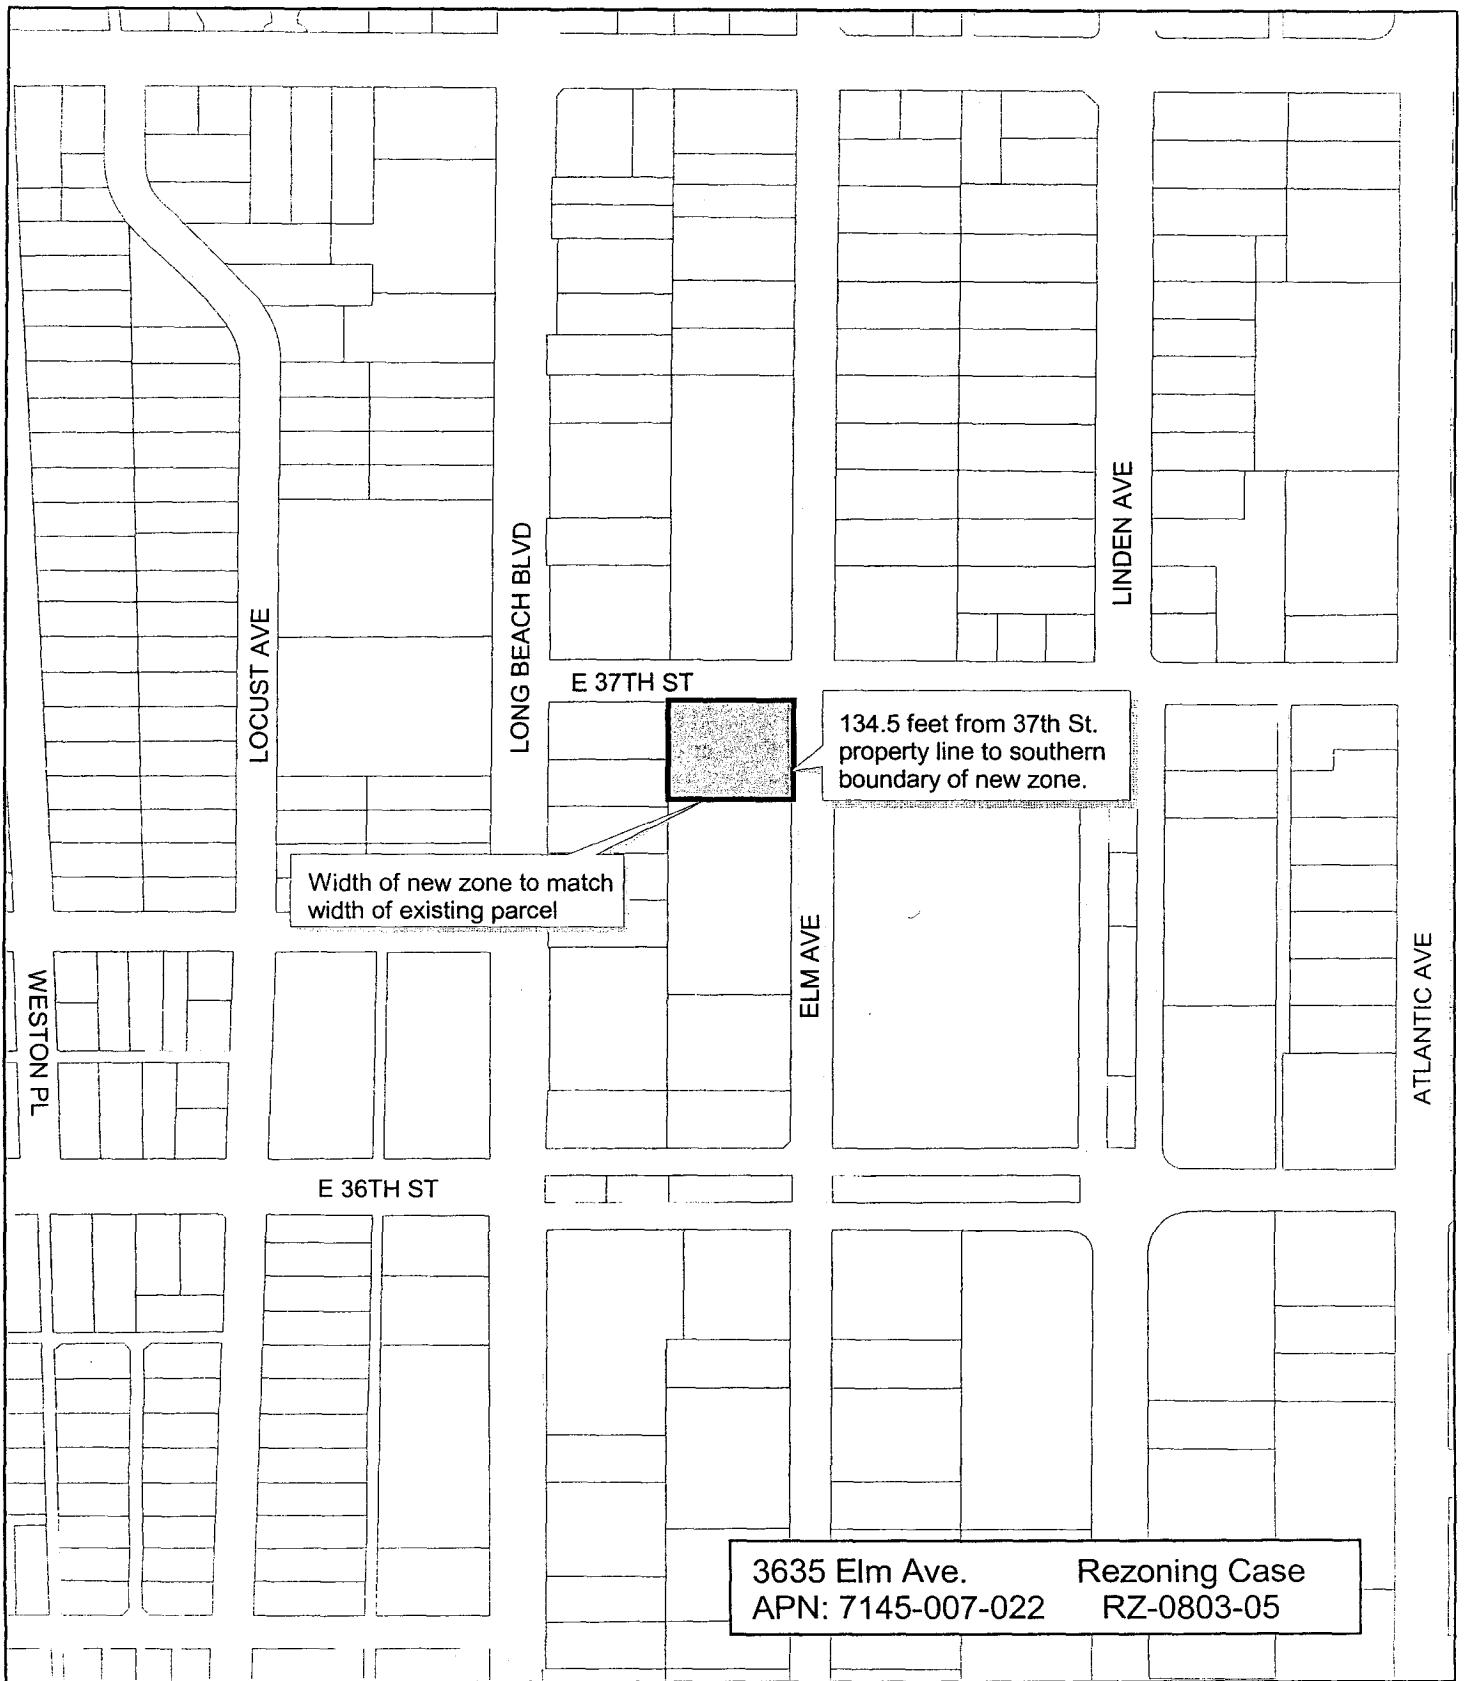 LINDEN AVE
LONG BEACH BLVD
LOCUST AVE
E 37TH ST
134.5 feet from 37th St.
property line to southern
boundary of new zone.
Width of new zone to match
width of existing parcel
ELM AVE
ATLANTIC AVE
WESTON PL
E 36TH ST
3635 Elm Ave. Rezoning Case
APN: 7145-007-022 RZ-0803-05